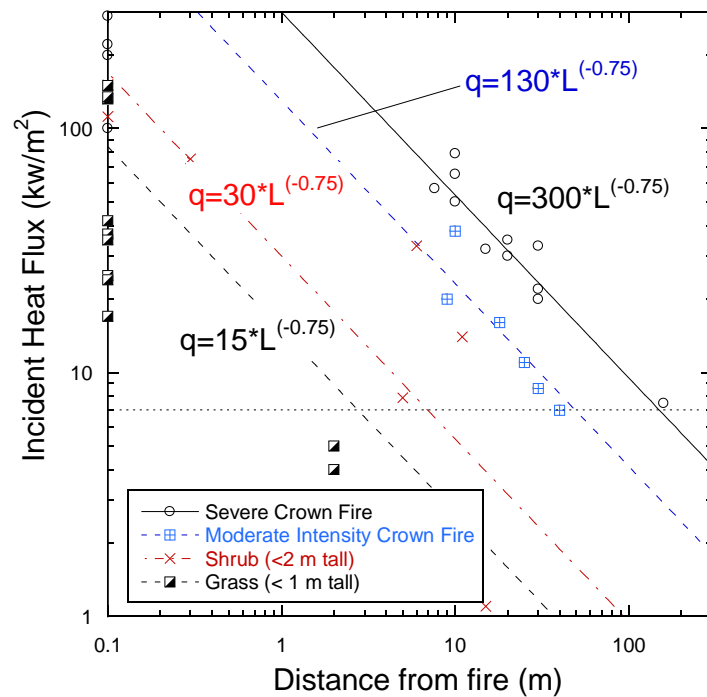 q=130*L(-0.75)
100
q=30*L(-0.75)
q=300*L(-0.75)
Incident Heat Flux (kw/m2)
10
q=15*L(-0.75)
Severe Crown Fire
Moderate Intensity Crown Fire
Shrub (<2 m tall)
Grass (< 1 m tall)
1
0.1
1
10
100
Distance from fire (m)